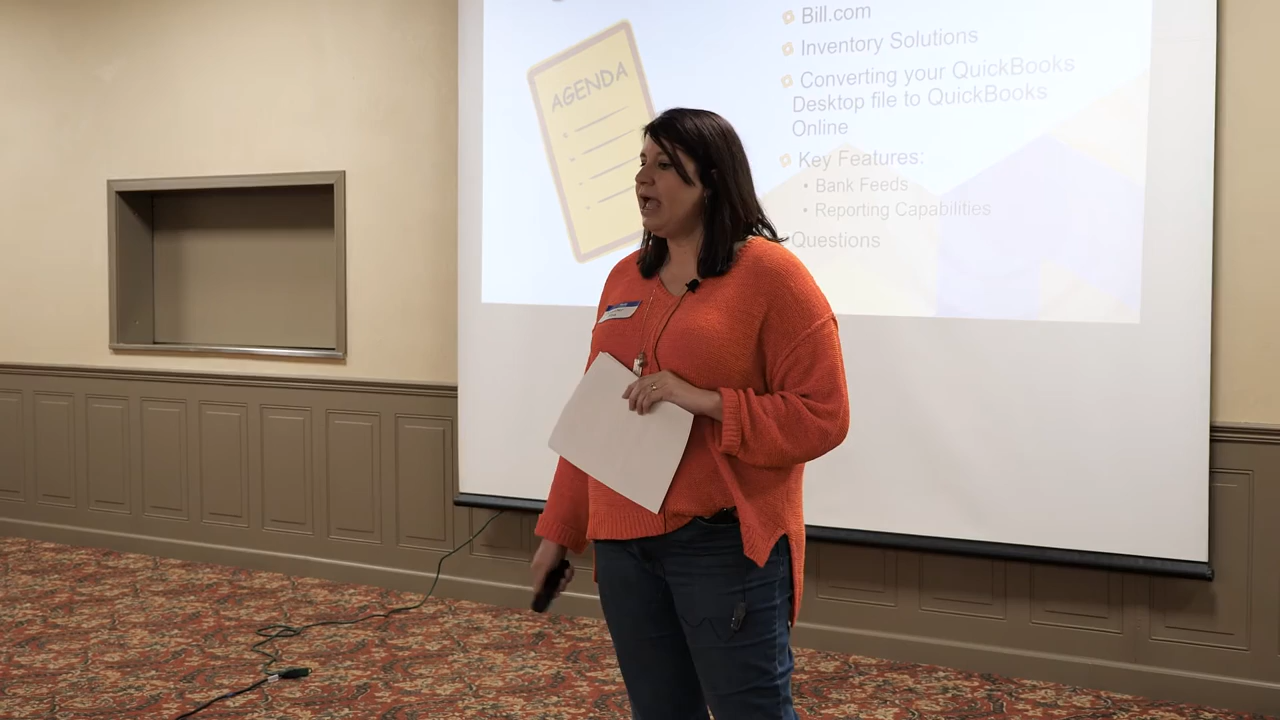 AGENDA
Bill.com
Inventory Solutions
Converting your QuickBooks
Desktop file to QuickBooks
Online
Key Features:
• Bank Feeds
• Reporting Capabilities
Questions